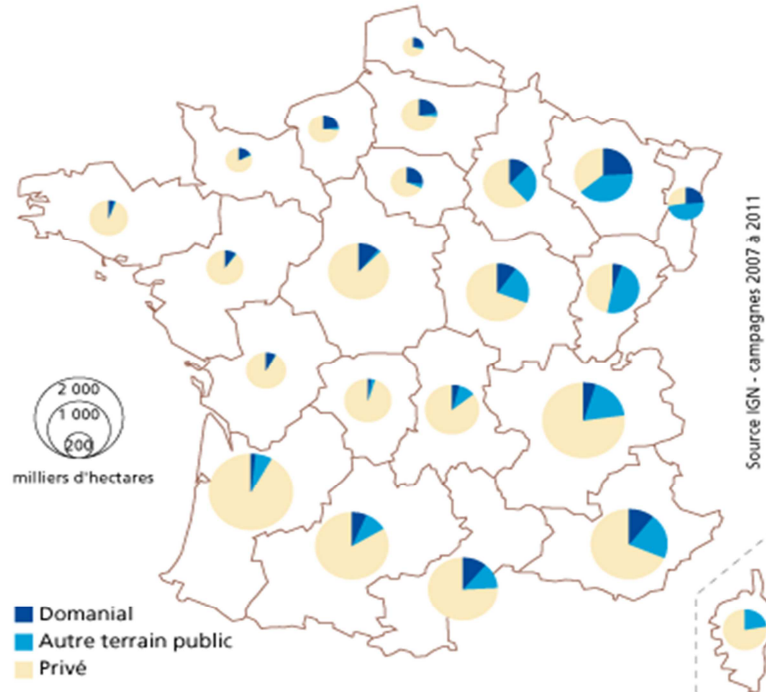 2 000
1 000
200
milliers d'hectares
Domanial
Autre terrain public
Privé
Source IGN - campagnes 2007 à 2011